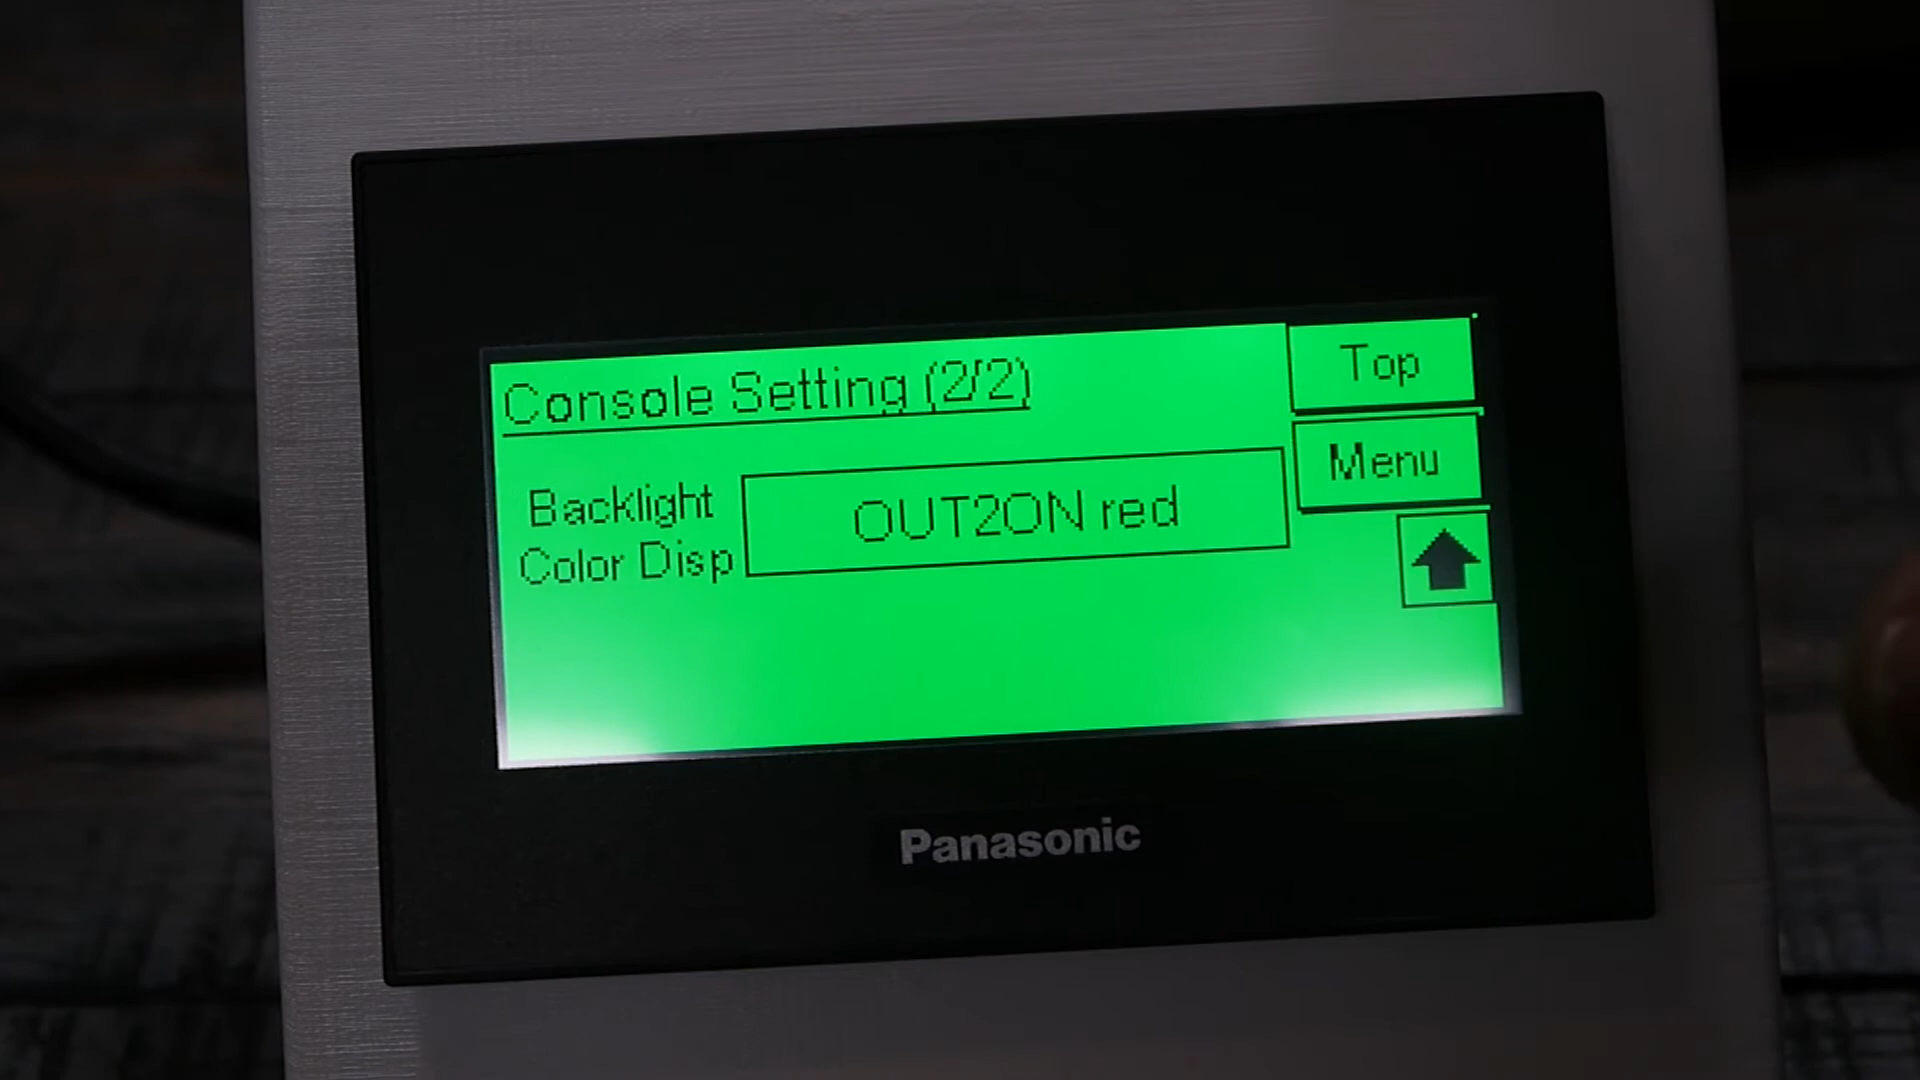 Console Setting (2/2)
Top
Menu
Backlight
Color Disp
OUT2ON red
Panasonic